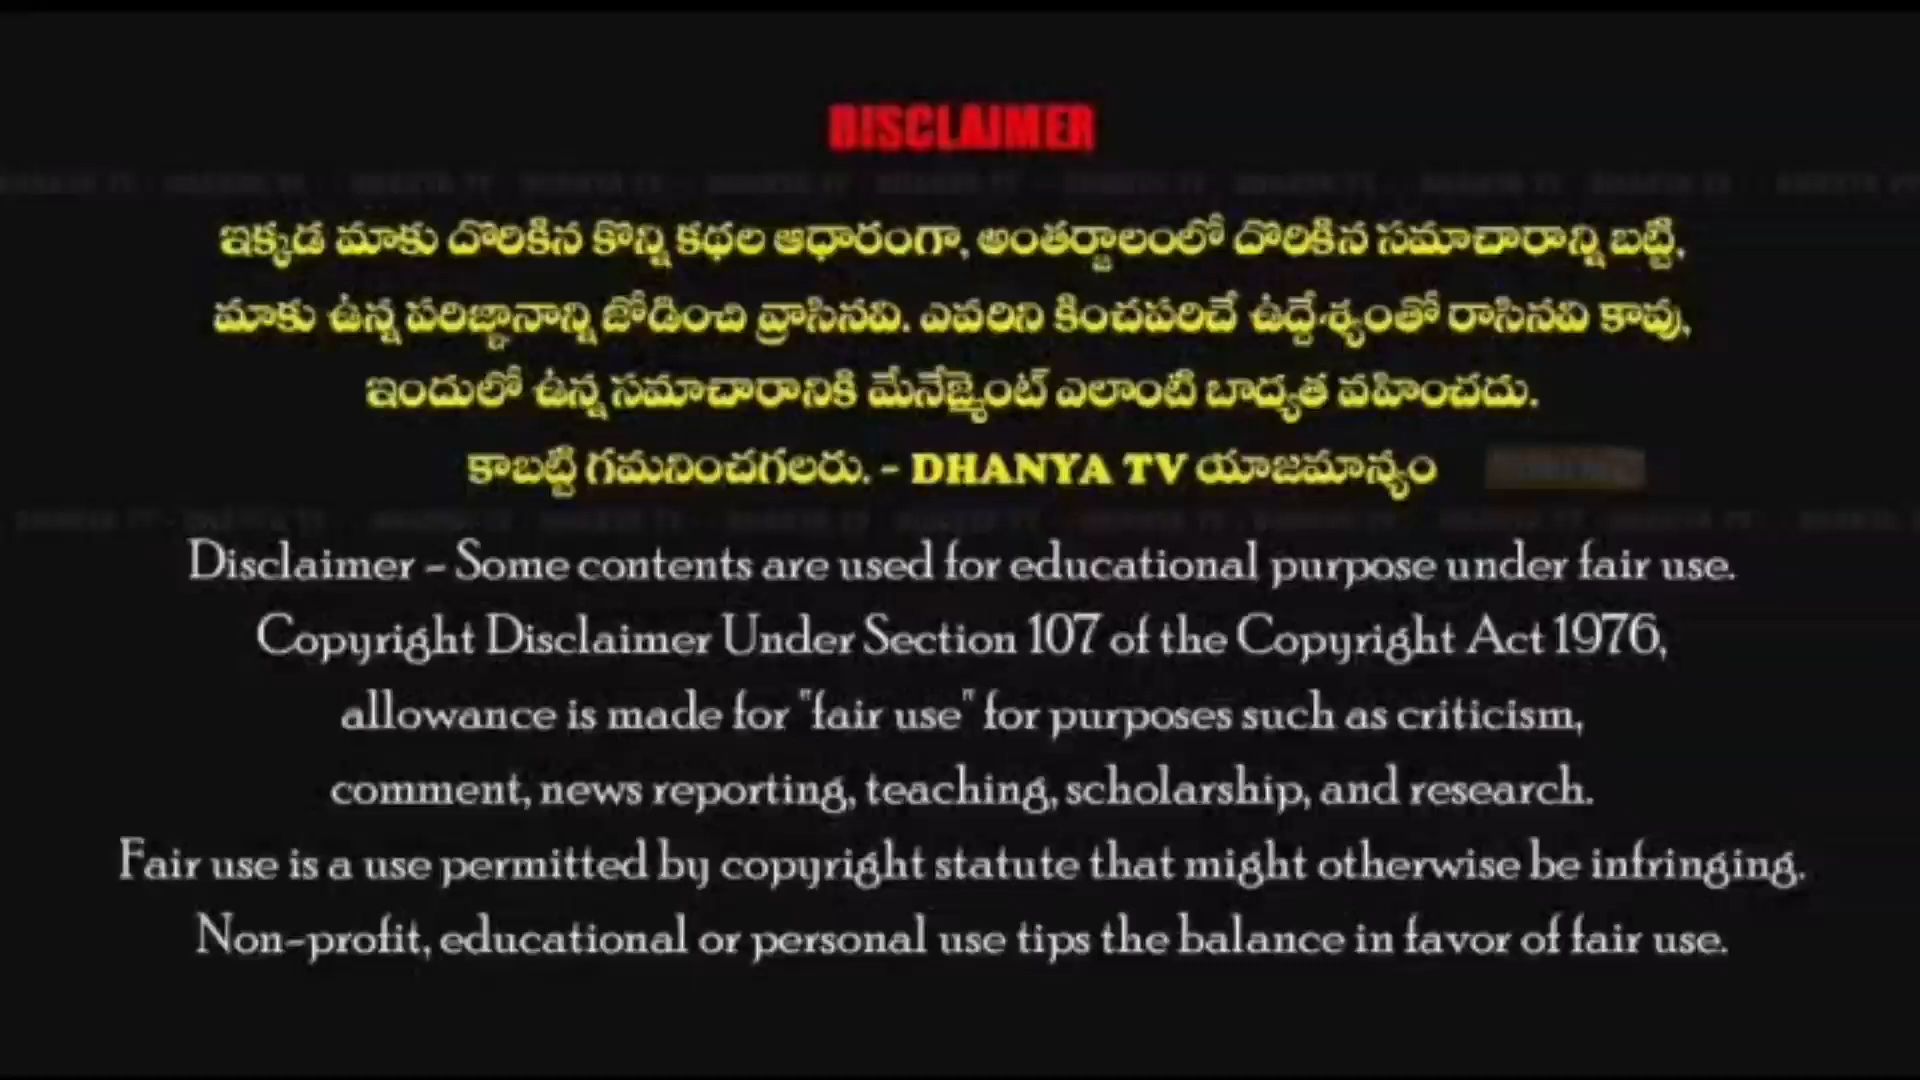 DISCLAIMER
ఇక్కడ మాకు దొరికిన కొన్ని కథల ఆధారంగా, అంతర్జాలంలో దొరికిన సమాచారాన్ని బట్టి,
మాకు ఉన్న పరిజ్ఞానాన్ని జోడించి వ్రాసినవి. ఎవరిని కించపరిచే ఉద్దేశ్యంతో రాసినవి కావు,
ఇందులో ఉన్న సమాచారానికి మేనేజ్మెంట్ ఎలాంటి బాద్యత వహించదు.
కాబట్టి గమనించగలరు. - DHANYA TV యాజమాన్యం
Disclaimer - Some contents are used for educational purpose under fair use.
Copyright Disclaimer Under Section 107 of the Copyright Act 1976,
allowance is made for "fair use" for purposes such as criticism,
comment, news reporting, teaching, scholarship, and research.
Fair use is a use permitted by copyright statute that might otherwise be infringing.
Non-profit, educational or personal use tips the balance in favor of fair use.